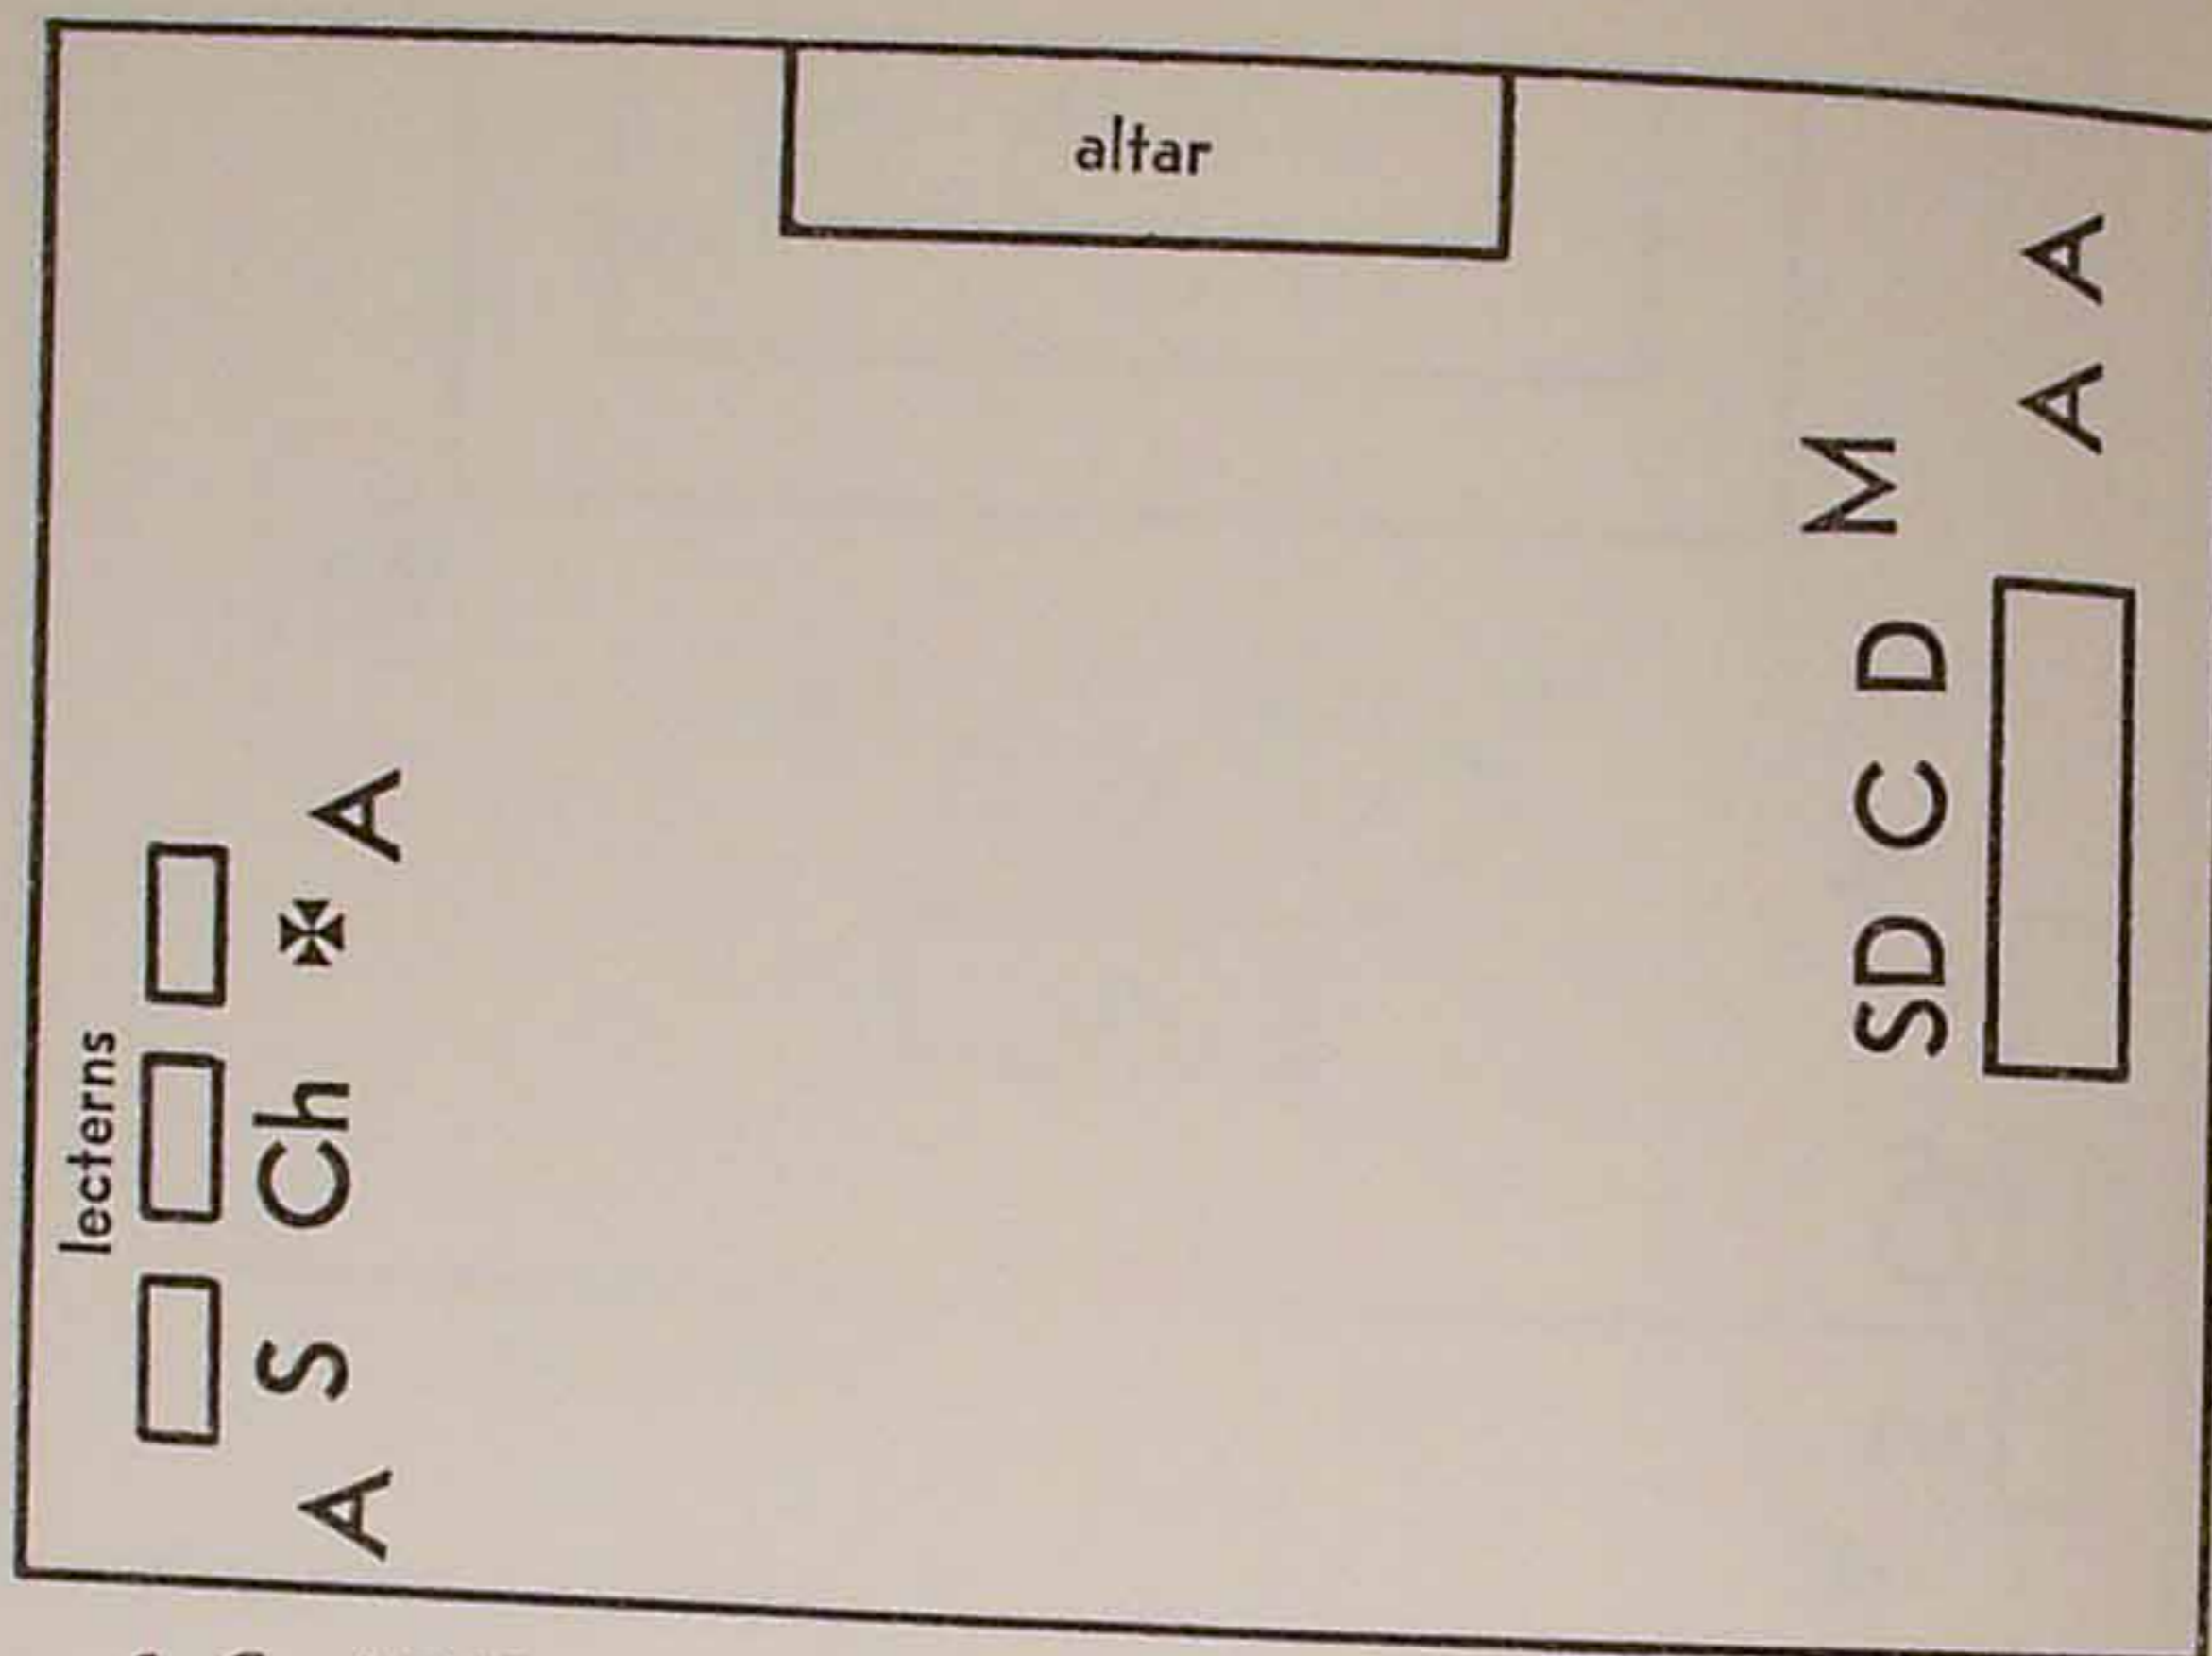 altar
lecterns
A S Ch ✠ A
SD C D M
A A